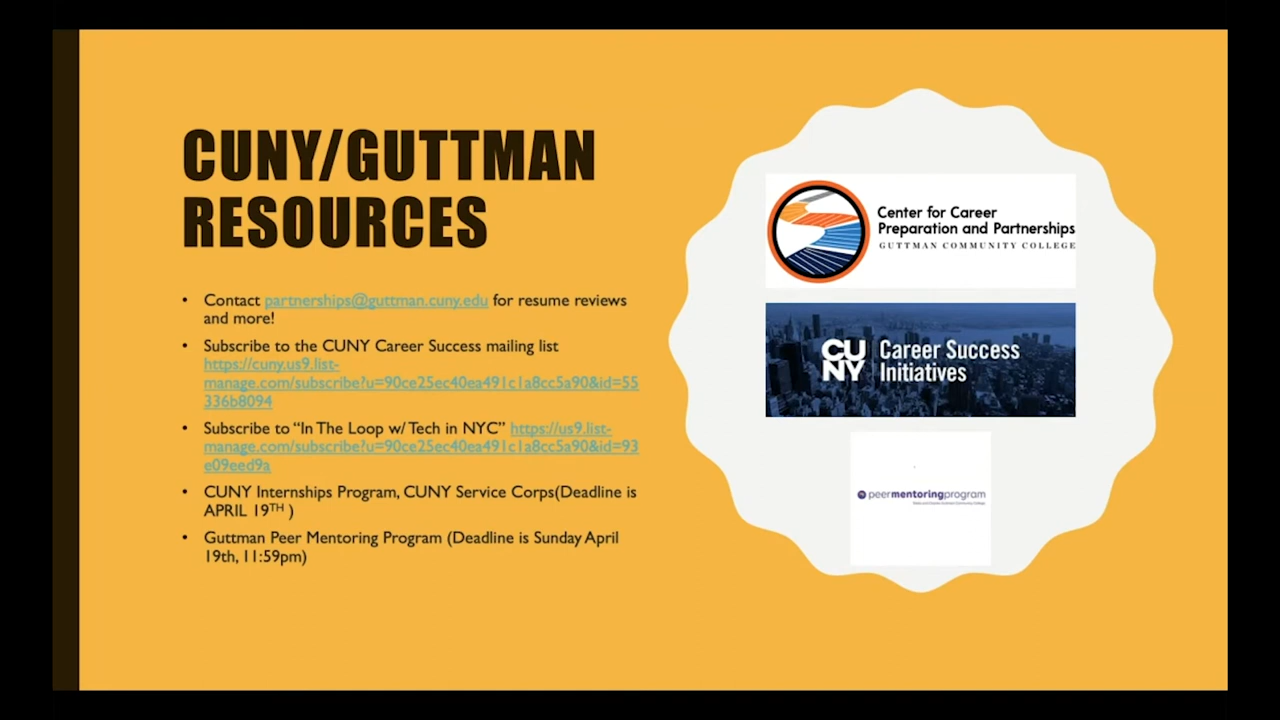 CUNY/GUTTMAN
RESOURCES
• Contact partnerships@guttman.cuny.edu for resume reviews
and more!
• Subscribe to the CUNY Career Success mailing list
https://cuny.us9.list-
manage.com/subscribe?u=90ce25ec40ea491c1a8cc5a90&id=55
336b8094
• Subscribe to “In The Loop w/ Tech in NYC” https://us9.list-
manage.com/subscribe?u=90ce25ec40ea491c1a8cc5a90&id=93
e09eed9a
• CUNY Internships Program, CUNY Service Corps(Deadline is
APRIL 19TH )
• Guttman Peer Mentoring Program (Deadline is Sunday April
19th, 11:59pm)
Center for Career
Preparation and Partnerships
GUTTMAN COMMUNITY COLLEGE
CU
NY
Career Success
Initiatives
peermentoringprogram